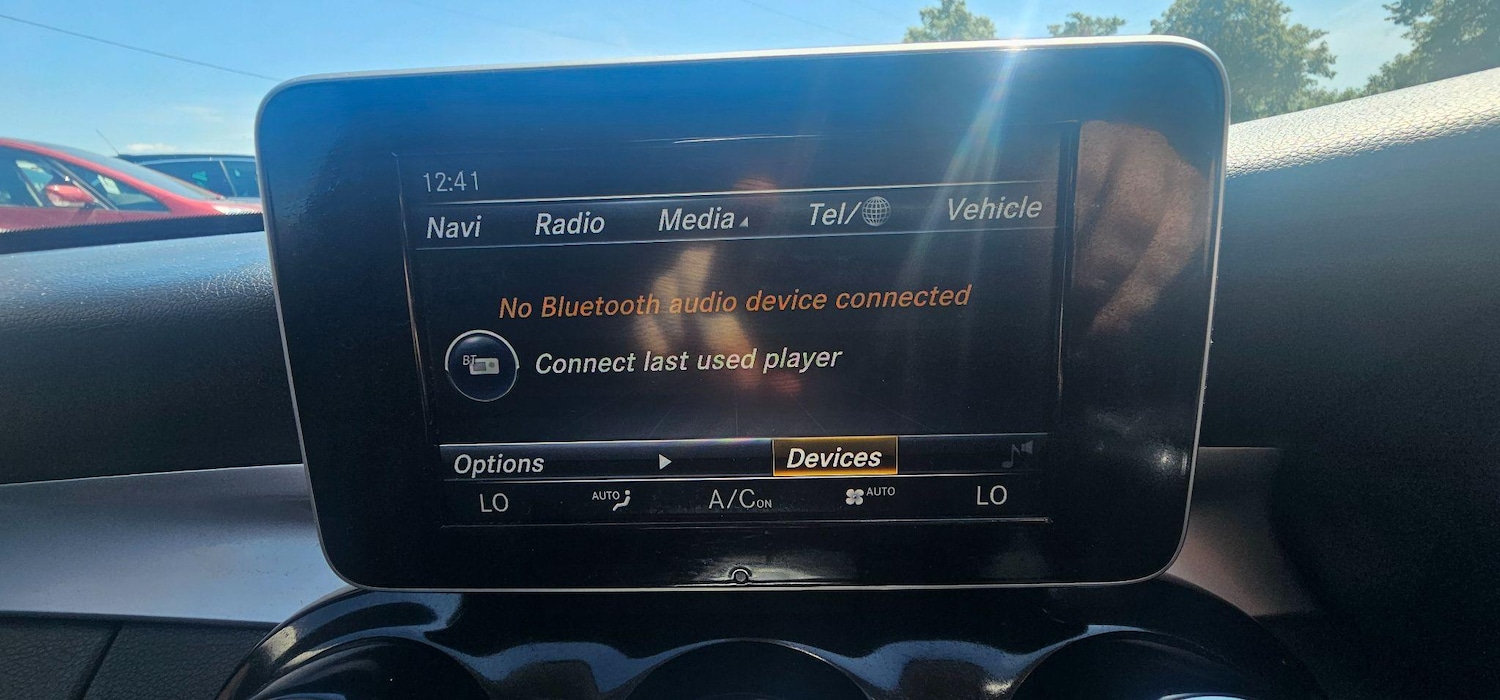 12:41
Navi Radio Media Tel/ Vehicle
No Bluetooth audio device connected
BT Connect last used player
Options Devices
LO AUTO A/C ON AUTO LO